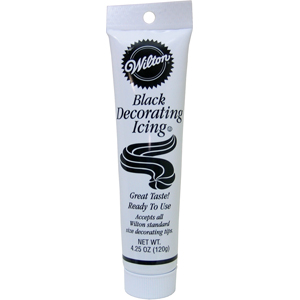 Wilton
Black
Decorating
Icing
Great Taste!
Ready To Use
Accepts all
Wilton standard
size decorating tips
NET WT.
4.25 OZ (120g)